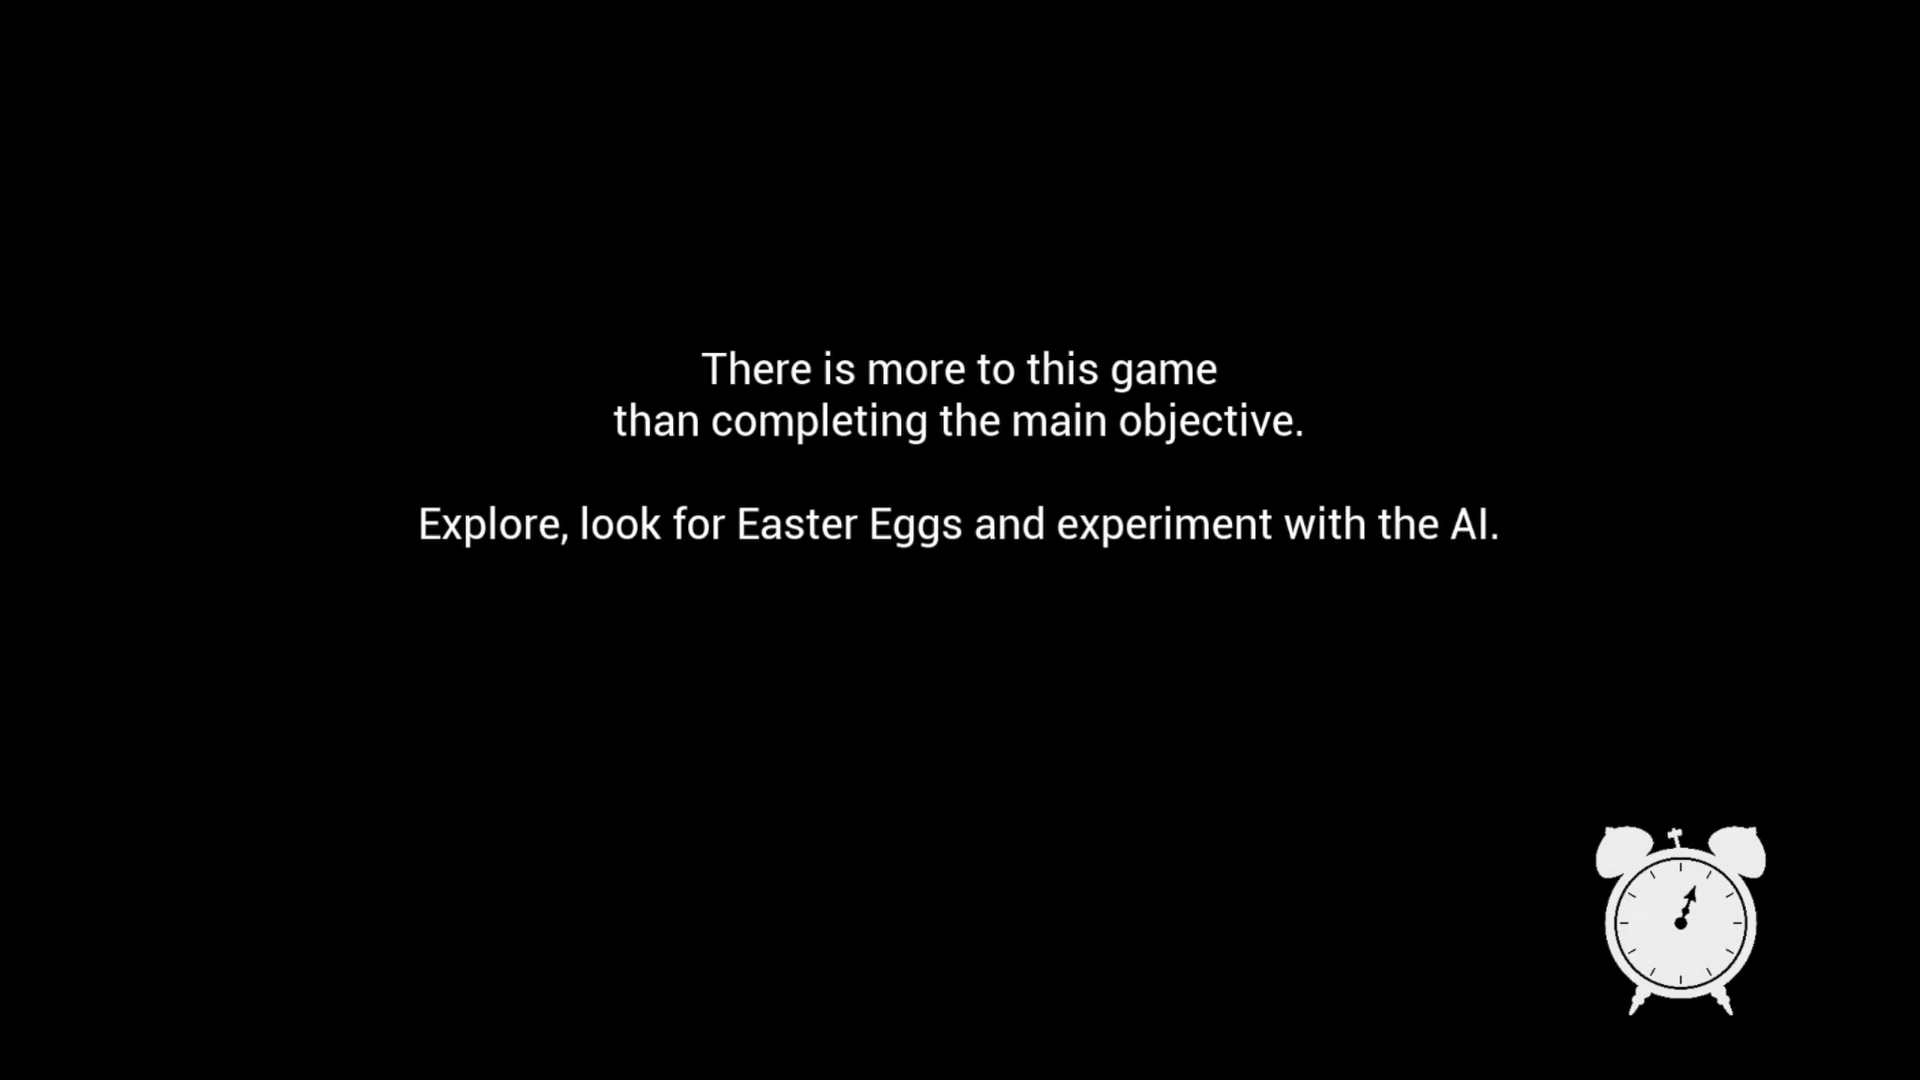 There is more to this game
than completing the main objective.
Explore, look for Easter Eggs and experiment with the AI.